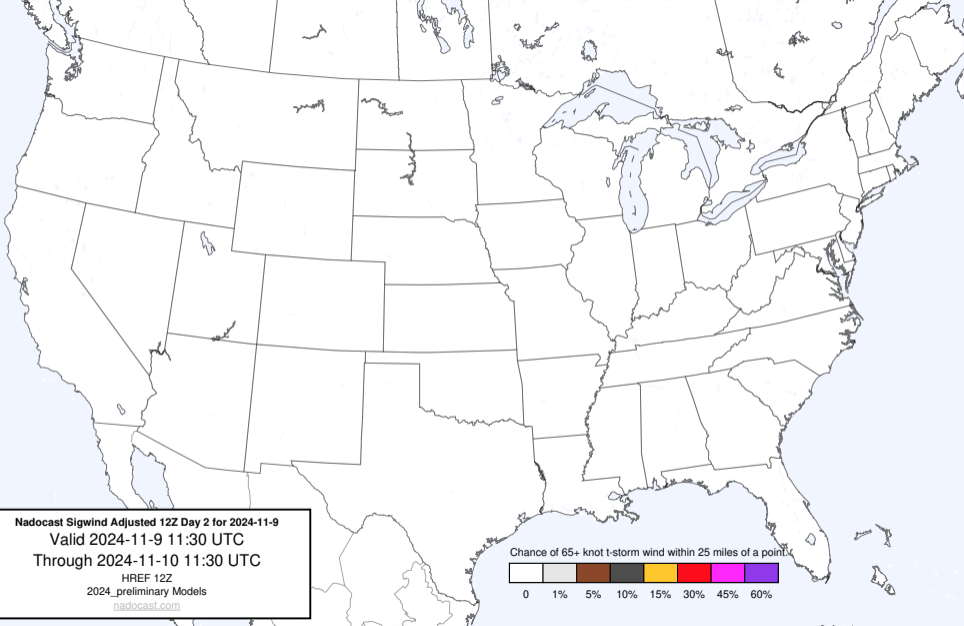 Nadocast Sigwind Adjusted 12Z Day 2 for 2024-11-9
Valid 2024-11-9 11:30 UTC
Through 2024-11-10 11:30 UTC
HREF 12Z
2024_preliminary Models
nadocast.com
Chance of 65+ knot t-storm wind within 25 miles of a point.
0 1% 5% 10% 15% 30% 45% 60%